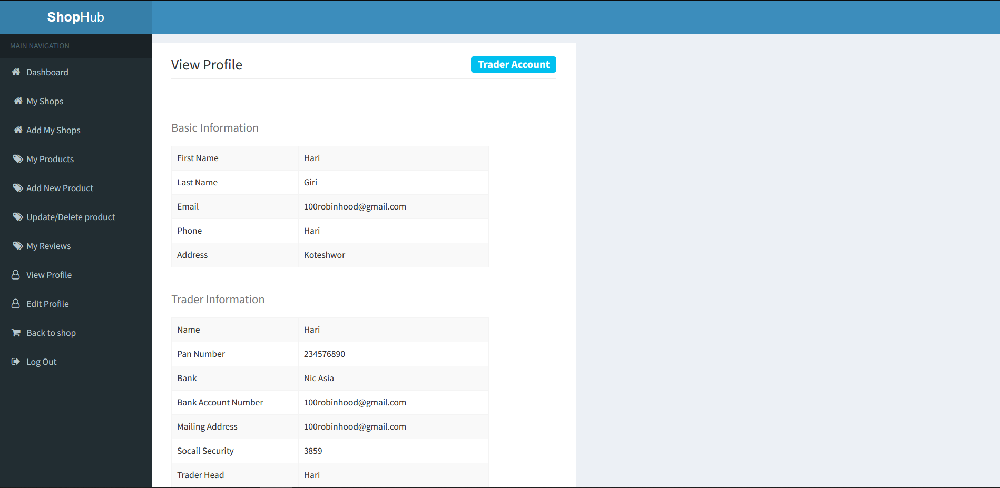 ShopHub
MAIN NAVIGATION
Dashboard
My Shops
Add My Shops
My Products
Add New Product
Update/Delete product
My Reviews
View Profile
Edit Profile
Back to shop
Log Out
View Profile
Trader Account
Basic Information
First Name Hari
Last Name Giri
Email 100robinhood@gmail.com
Phone Hari
Address Koteshwor
Trader Information
Name Hari
Pan Number 234576890
Bank Nic Asia
Bank Account Number 100robinhood@gmail.com
Mailing Address 100robinhood@gmail.com
Socail Security 3859
Trader Head Hari